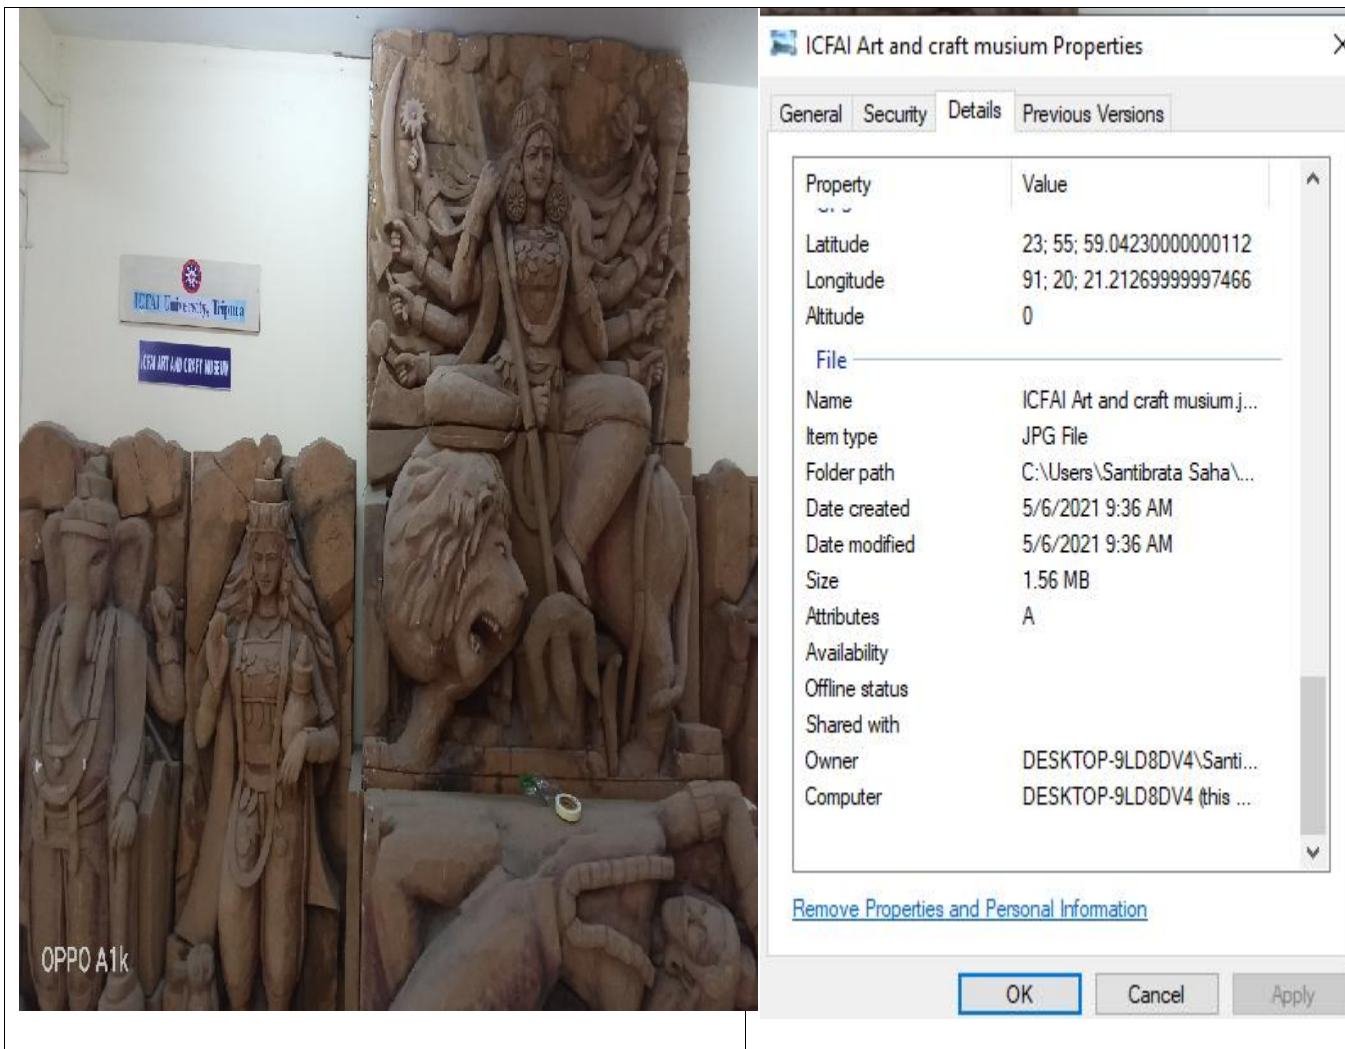 ICFAI University, Tripura
ICFAI ART AND CRAFT MUSEUM
OPPO A1k
ICFAI Art and craft musium Properties
General Security Details Previous Versions
Property Value
Latitude 23; 55; 59.04230000000112
Longitude 91; 20; 21.21269999997466
Altitude 0
File
Name ICFAI Art and craft musium.j...
Item type JPG File
Folder path C:\Users\Santibrata Saha\...
Date created 5/6/2021 9:36 AM
Date modified 5/6/2021 9:36 AM
Size 1.56 MB
Attributes A
Availability
Offline status
Shared with
Owner DESKTOP-9LD8DV4\Santi...
Computer DESKTOP-9LD8DV4 (this ...
Remove Properties and Personal Information
OK Cancel Apply